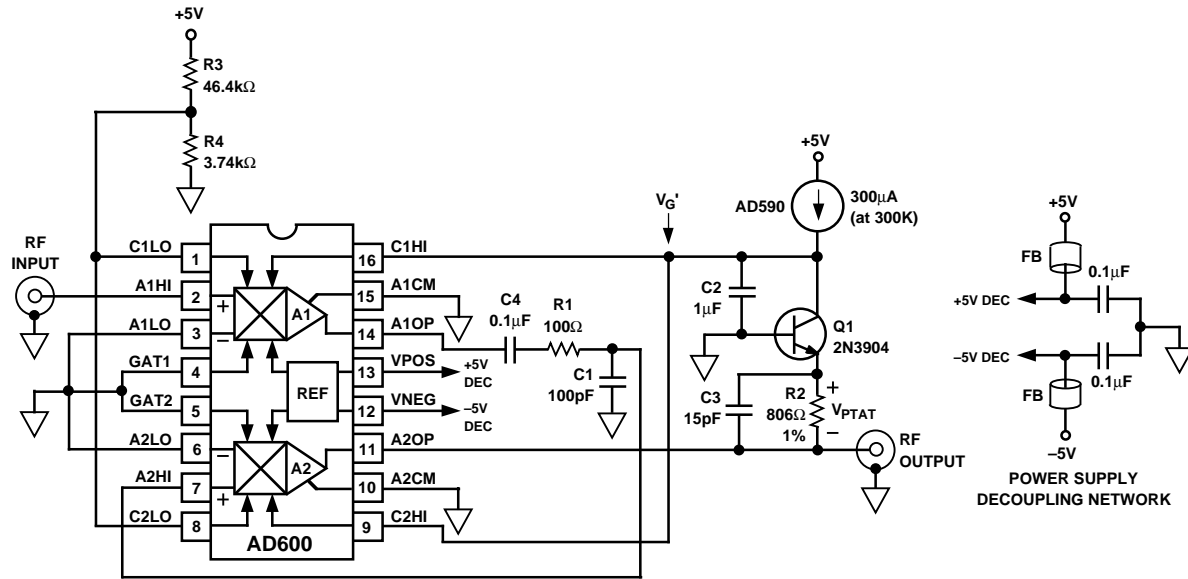 +5V
R3
46.4kΩ
R4
3.74kΩ
RF
INPUT
C1LO
A1HI
A1LO
GAT1
GAT2
A2LO
A2HI
C2LO
1
2
3
4
5
6
7
8
+
–
–
+
A1
REF
A2
AD600
16
15
14
13
12
11
10
9
C1HI
A1CM
A1OP
VPOS
VNEG
A2OP
A2CM
C2HI
+5V
DEC
–5V
DEC
C4
0.1μF
R1
100Ω
C1
100pF
VG'
+5V
AD590
300μA
(at 300K)
C2
1μF
Q1
2N3904
C3
15pF
R2
806Ω
1%
+
VPTAT
–
RF
OUTPUT
+5V
FB
0.1μF
+5V DEC
–5V DEC
0.1μF
FB
–5V
POWER SUPPLY
DECOUPLING NETWORK